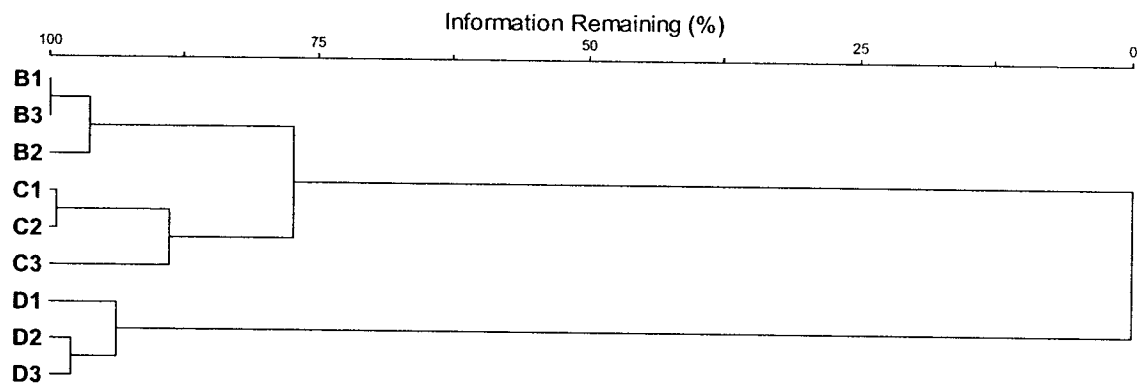 Information Remaining (%)
100 75 50 25 0
B1
B3
B2
C1
C2
C3
D1
D2
D3